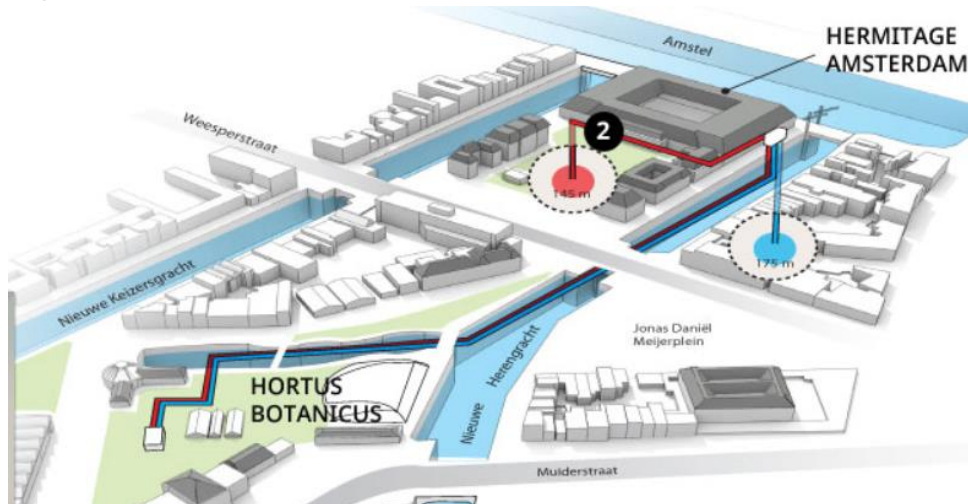 Amstel
HERMITAGE
AMSTERDAM
Weesperstraat
2
145 m
175 m
Nieuwe Keizersgracht
Jonas Daniël
Meijerplein
Nieuwe Herengracht
HORTUS
BOTANICUS
Muiderstraat